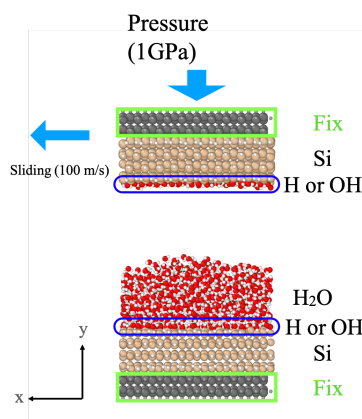 Pressure
(1GPa)
Fix
Sliding (100 m/s)
Si
H or OH
H₂O
H or OH
y
Si
x
Fix